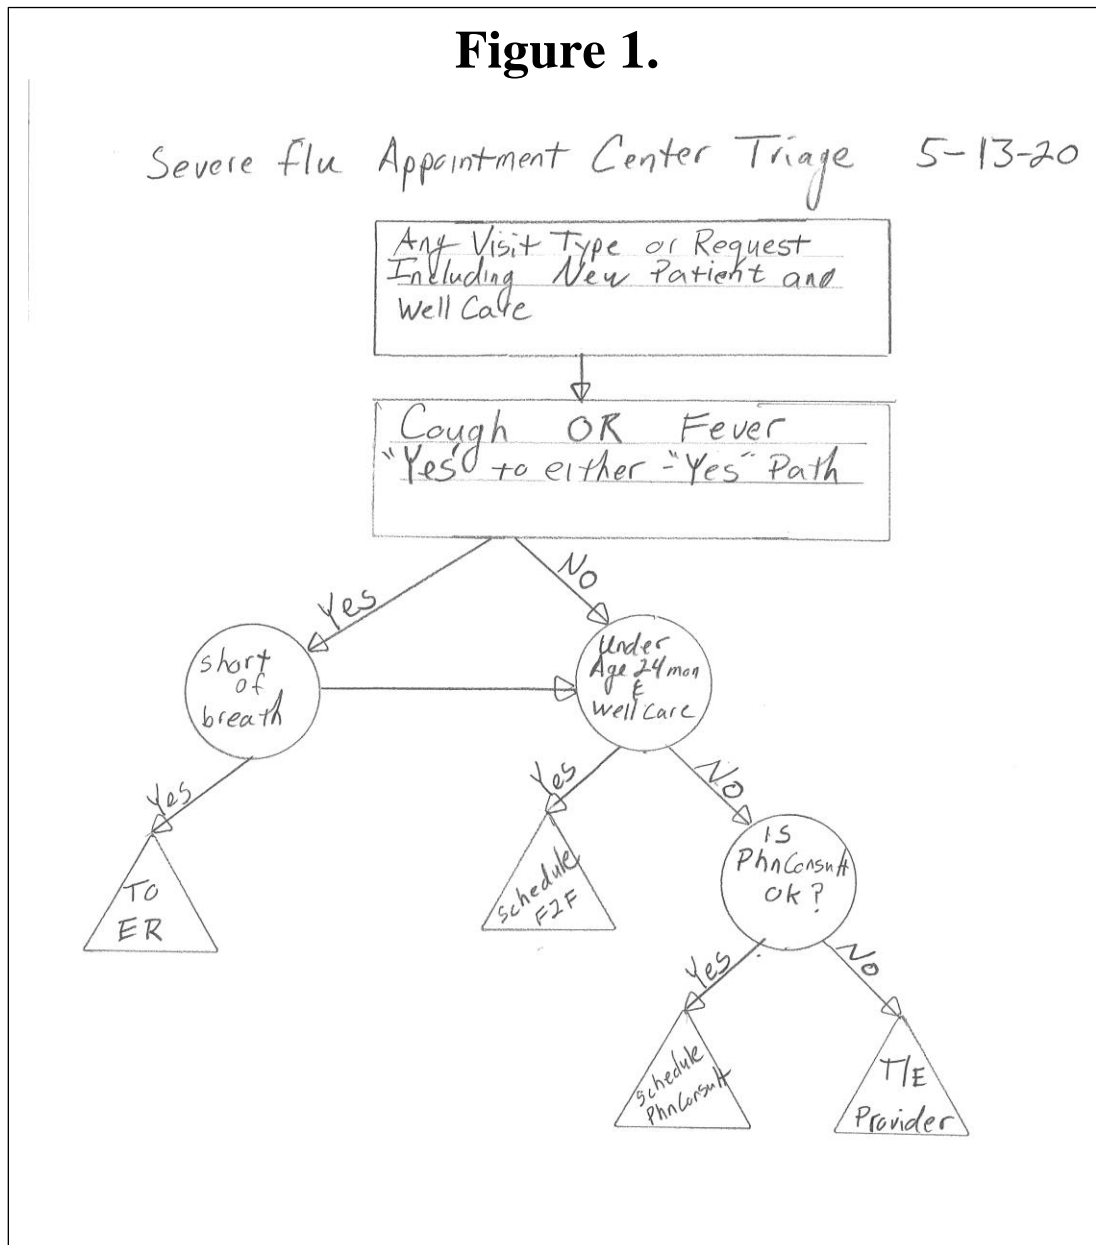 Figure 1.
Severe flu Appointment Center Triage 5-13-20
Any Visit Type or Request
Including New Patient and
Well Care
Cough OR Fever
"Yes" to either - "Yes" Path
Yes
No
short
of
breath
Under
Age 24 mon
&
Well Care
Yes
Yes
No
TO
ER
Schedule
F2F
IS
PhnConsult
ok?
Yes
No
Schedule
PhnConsult
T/E
Provider